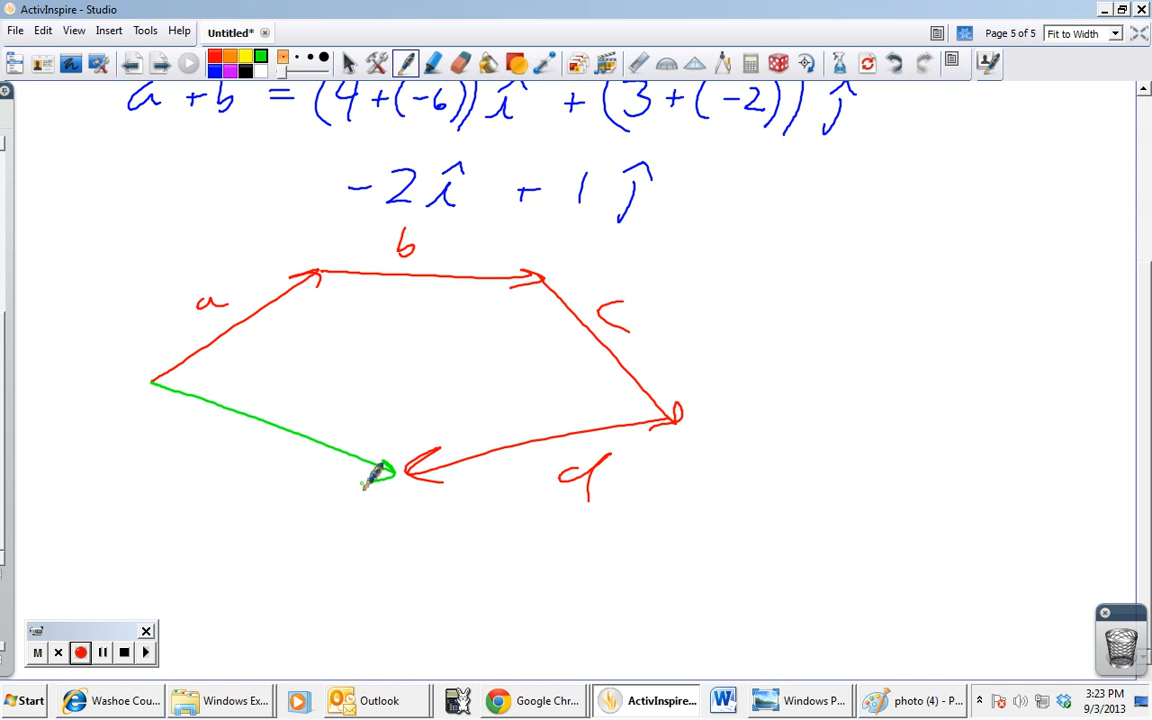 ActivInspire - Studio
File Edit View Insert Tools Help Untitled* Page 5 of 5 Fit to Width
a + b = (4 + (-6)) î + (3 + (-2)) ĵ
-2 î + 1 ĵ
b
a
c
d
M
Start Washoe Cou... Windows Ex... Outlook Google Chr... ActivInspire... Windows P... photo (4) - P... 3:23 PM
9/3/2013